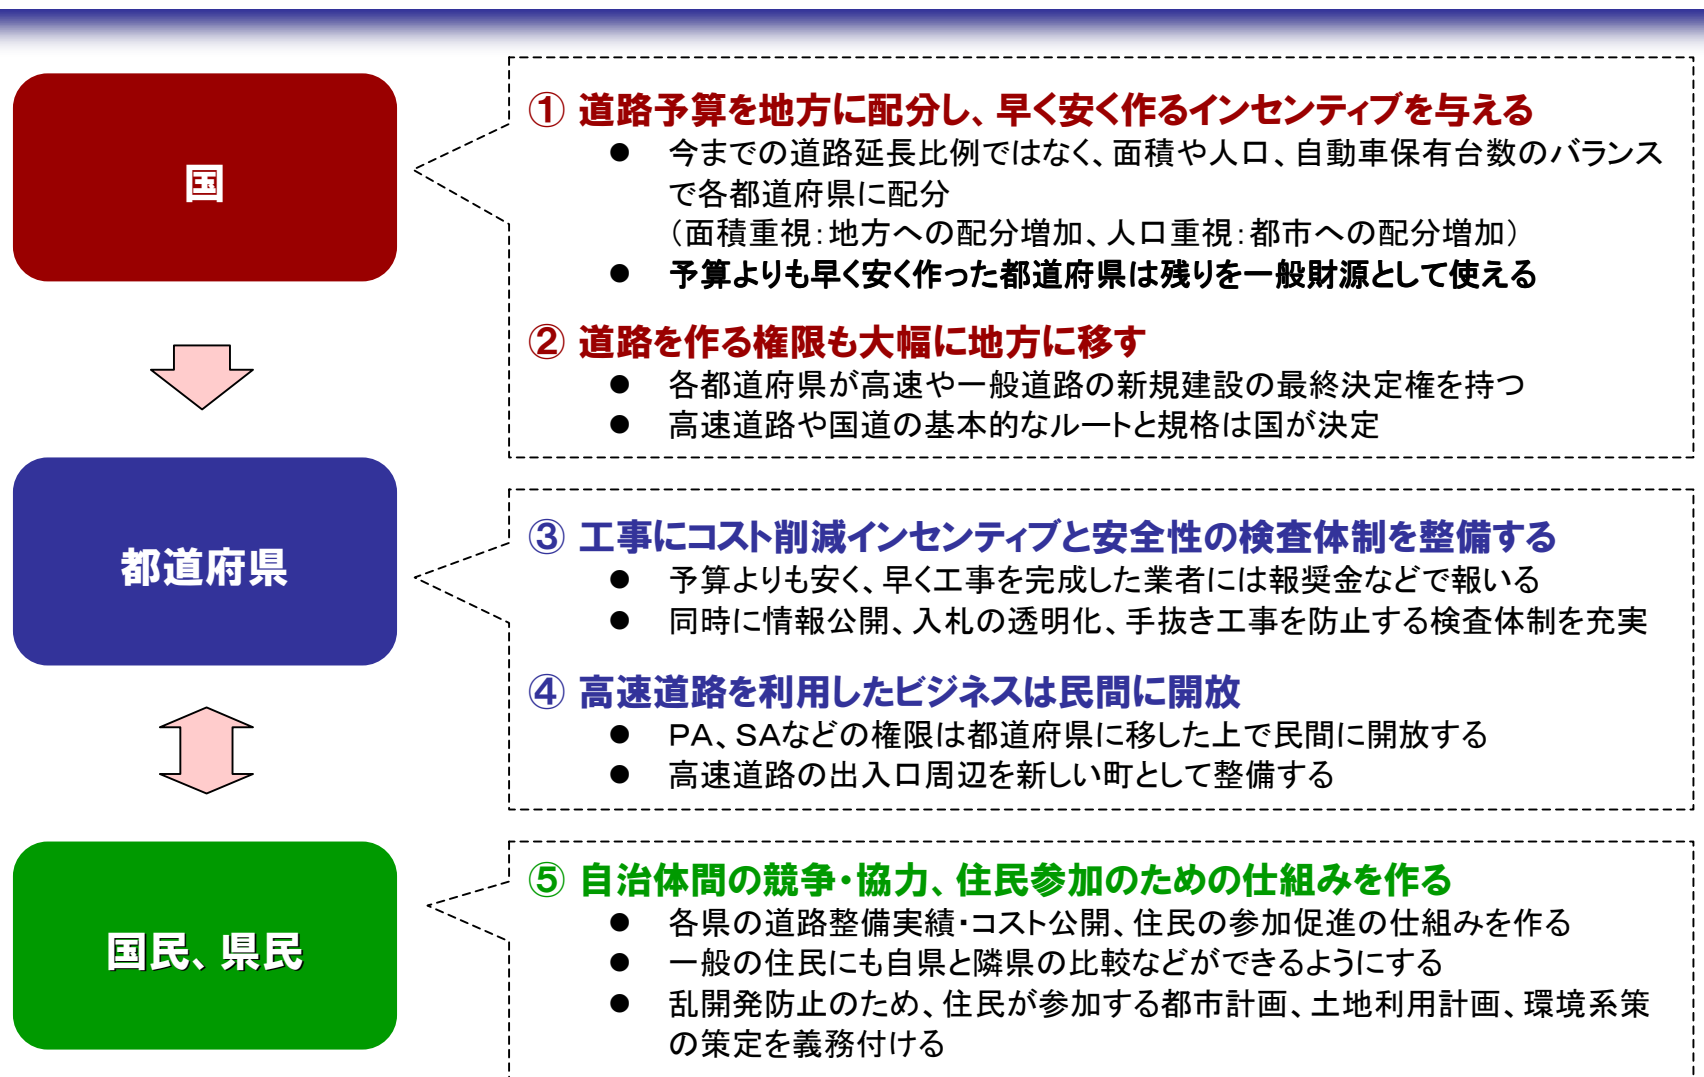 国
① 道路予算を地方に配分し、早く安く作るインセンティブを与える
● 今までの道路延長比例ではなく、面積や人口、自動車保有台数のバランス
で各都道府県に配分
（面積重視：地方への配分増加、人口重視：都市への配分増加）
● 予算よりも早く安く作った都道府県は残りを一般財源として使える
② 道路を作る権限も大幅に地方に移す
● 各都道府県が高速や一般道路の新規建設の最終決定権を持つ
● 高速道路や国道の基本的なルートと規格は国が決定
都道府県
③ 工事にコスト削減インセンティブと安全性の検査体制を整備する
● 予算よりも安く、早く工事を完成した業者には報奨金などで報いる
● 同時に情報公開、入札の透明化、手抜き工事を防止する検査体制を充実
④ 高速道路を利用したビジネスは民間に開放
● PA、SAなどの権限は都道府県に移した上で民間に開放する
● 高速道路の出入口周辺を新しい町として整備する
国民、県民
⑤ 自治体間の競争・協力、住民参加のための仕組みを作る
● 各県の道路整備実績・コスト公開、住民の参加促進の仕組みを作る
● 一般の住民にも自県と隣県の比較などができるようにする
● 乱開発防止のため、住民が参加する都市計画、土地利用計画、環境系策
の策定を義務付ける